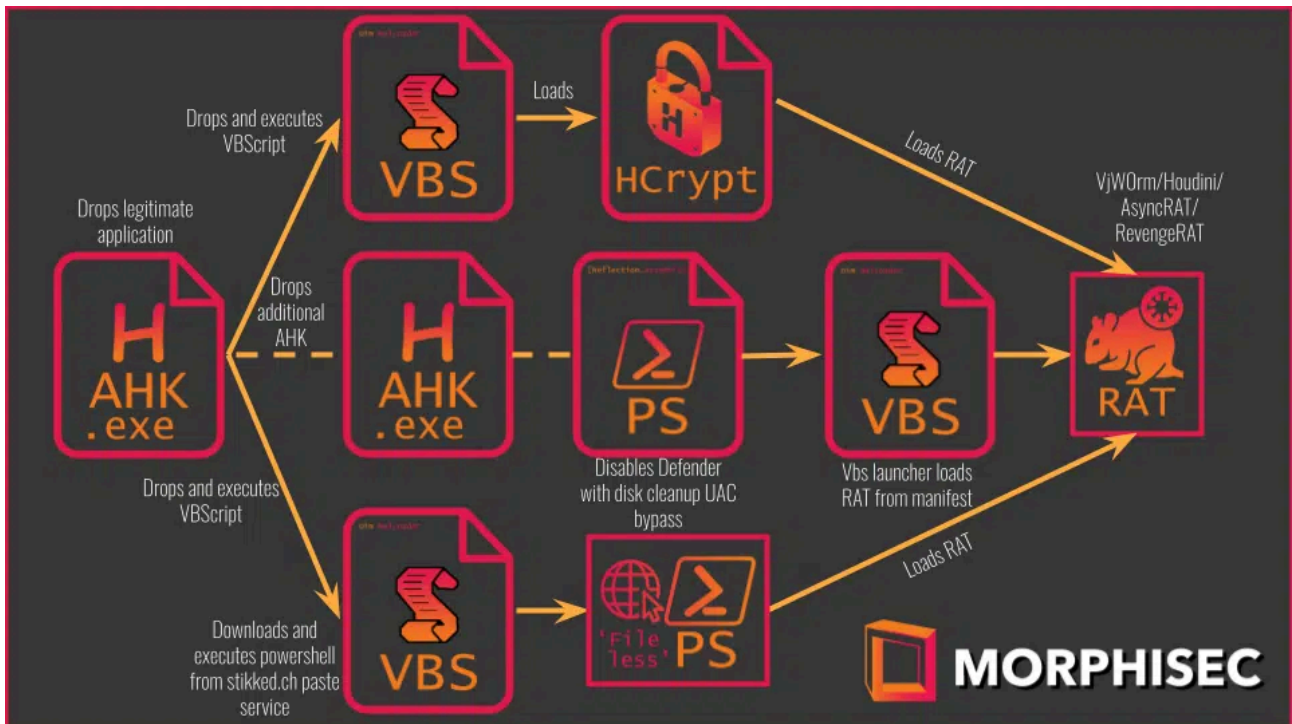 VBS
Loads
HCrypt
Drops and executes
VBScript
Loads RAT
VjW0rm/Houdini/
AsyncRAT/
RevengeRAT
Drops legitimate
application
AHK
.exe
Drops
additional
AHK
AHK
.exe
PS
VBS
RAT
Disables Defender
with disk cleanup UAC
bypass
Vbs launcher loads
RAT from manifest
Drops and executes
VBScript
Loads RAT
Downloads and
executes powershell
from stikked.ch paste
service
VBS
'File
less'
PS
MORPHISEC